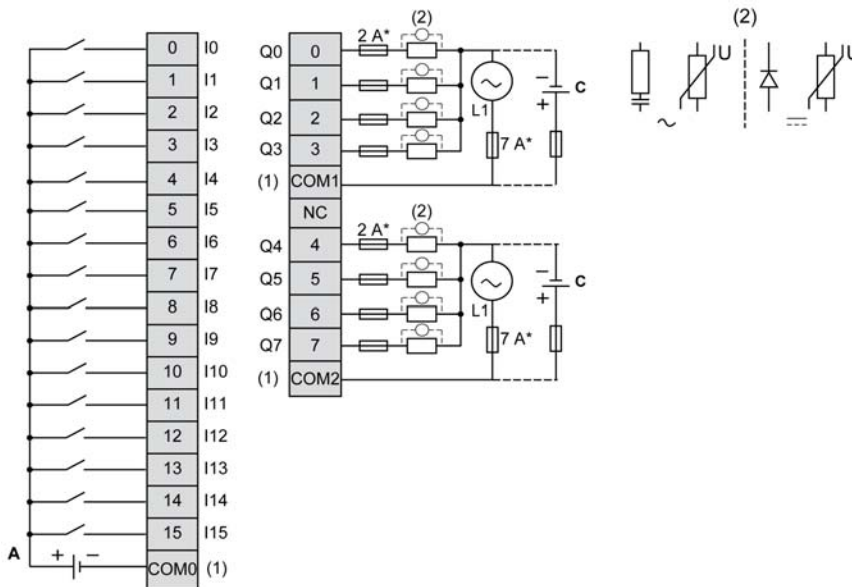 0 I0
1 I1
2 I2
3 I3
4 I4
5 I5
6 I6
7 I7
8 I8
9 I9
10 I10
11 I11
12 I12
13 I13
14 I14
15 I15
A + − COM0 (1)
(2)
Q0 0 2 A*
Q1 1
Q2 2
Q3 3
L1
− + C
7 A*
(1) COM1
NC
(2)
Q4 4 2 A*
Q5 5
Q6 6
Q7 7
L1
− + C
7 A*
(1) COM2
(2)
U U